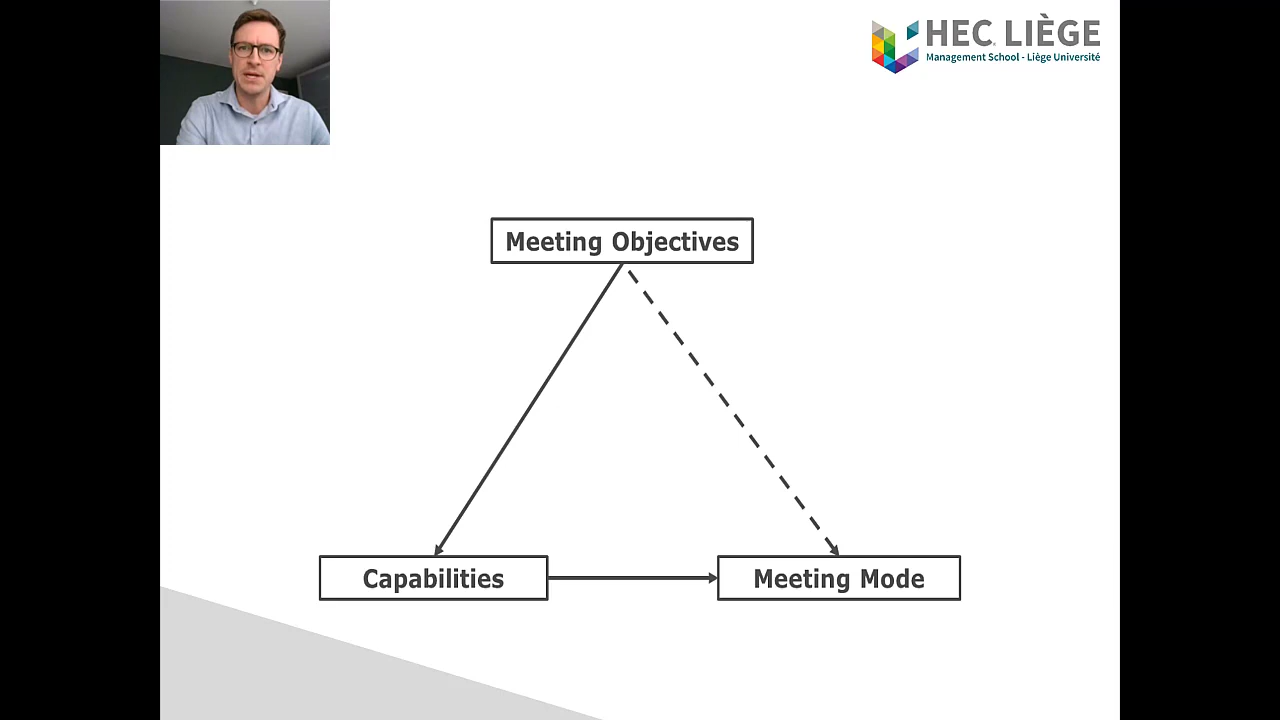 HEC LIÈGE
Management School - Liège Université
Meeting Objectives
Capabilities
Meeting Mode